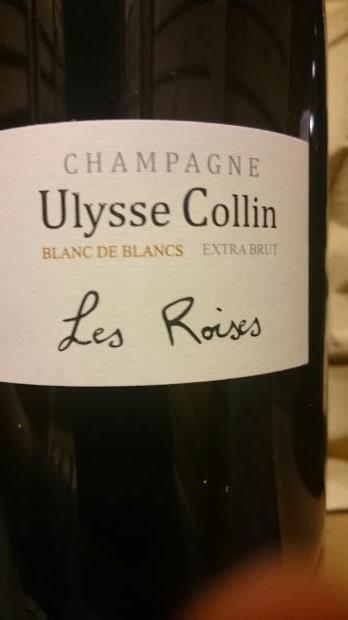 CHAMPAGNE
Ulysse Collin
BLANC DE BLANCS EXTRA BRUT
Les Roises